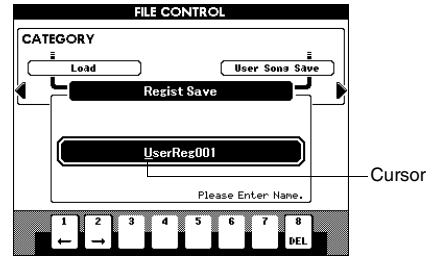 FILE CONTROL
CATEGORY
Load
User Song Save
Regist Save
UserReg001
Cursor
Please Enter Name.
1 2 3 4 5 6 7 8
← → DEL